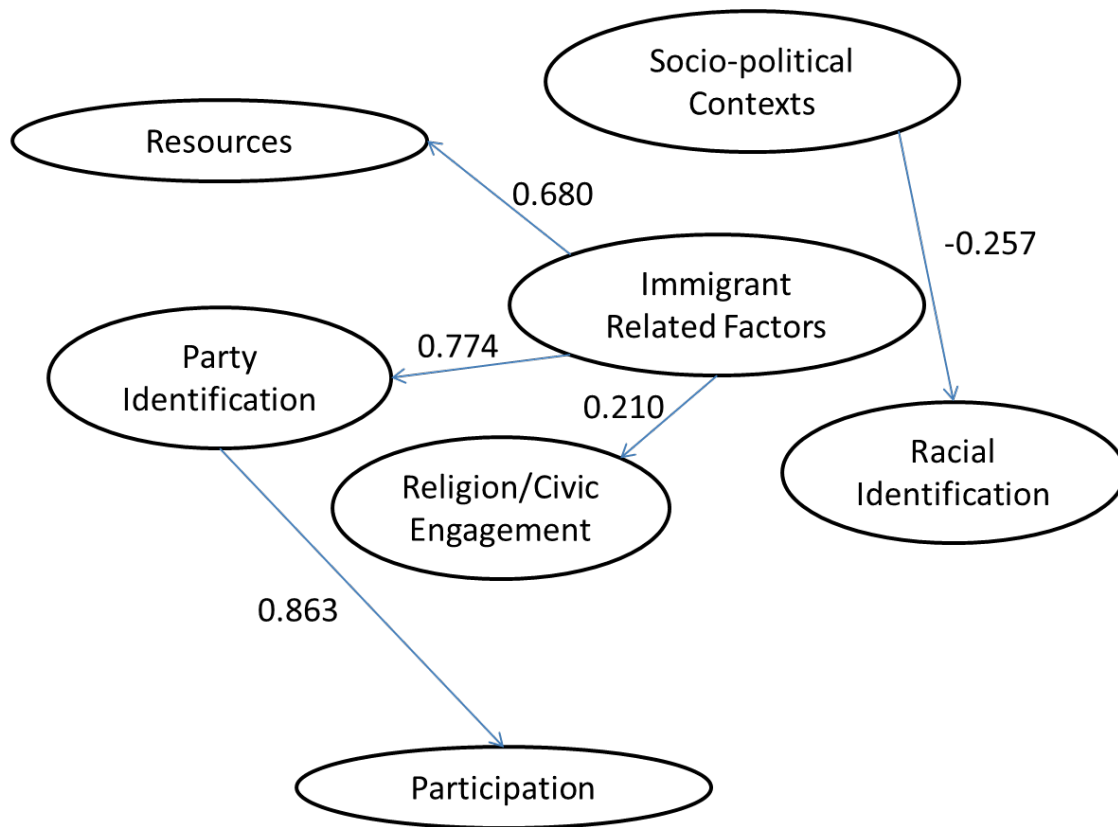 Socio-political
Contexts
Resources
0.680
-0.257
Immigrant
Related Factors
Party
Identification
0.774
0.210
Religion/Civic
Engagement
Racial
Identification
0.863
Participation